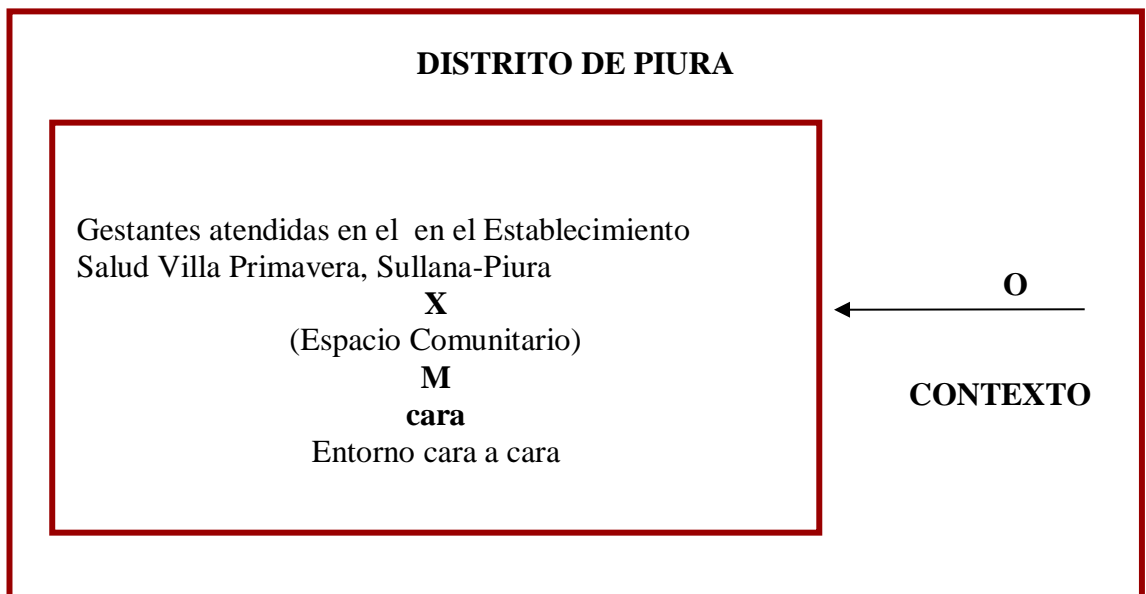 DISTRITO DE PIURA
Gestantes atendidas en el en el Establecimiento
Salud Villa Primavera, Sullana-Piura
X
(Espacio Comunitario)
M
cara
Entorno cara a cara
O
CONTEXTO